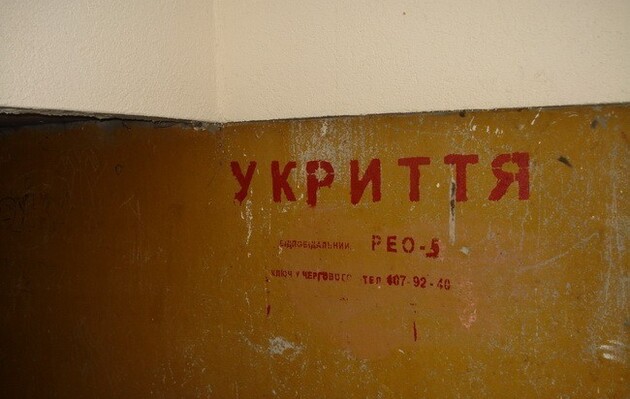 УКРИТТЯ
ВІДПОВІДАЛЬНИЙ РЕО-5
КЛЮЧ У ЧЕРГОВОГО ТЕЛ 407-92-40